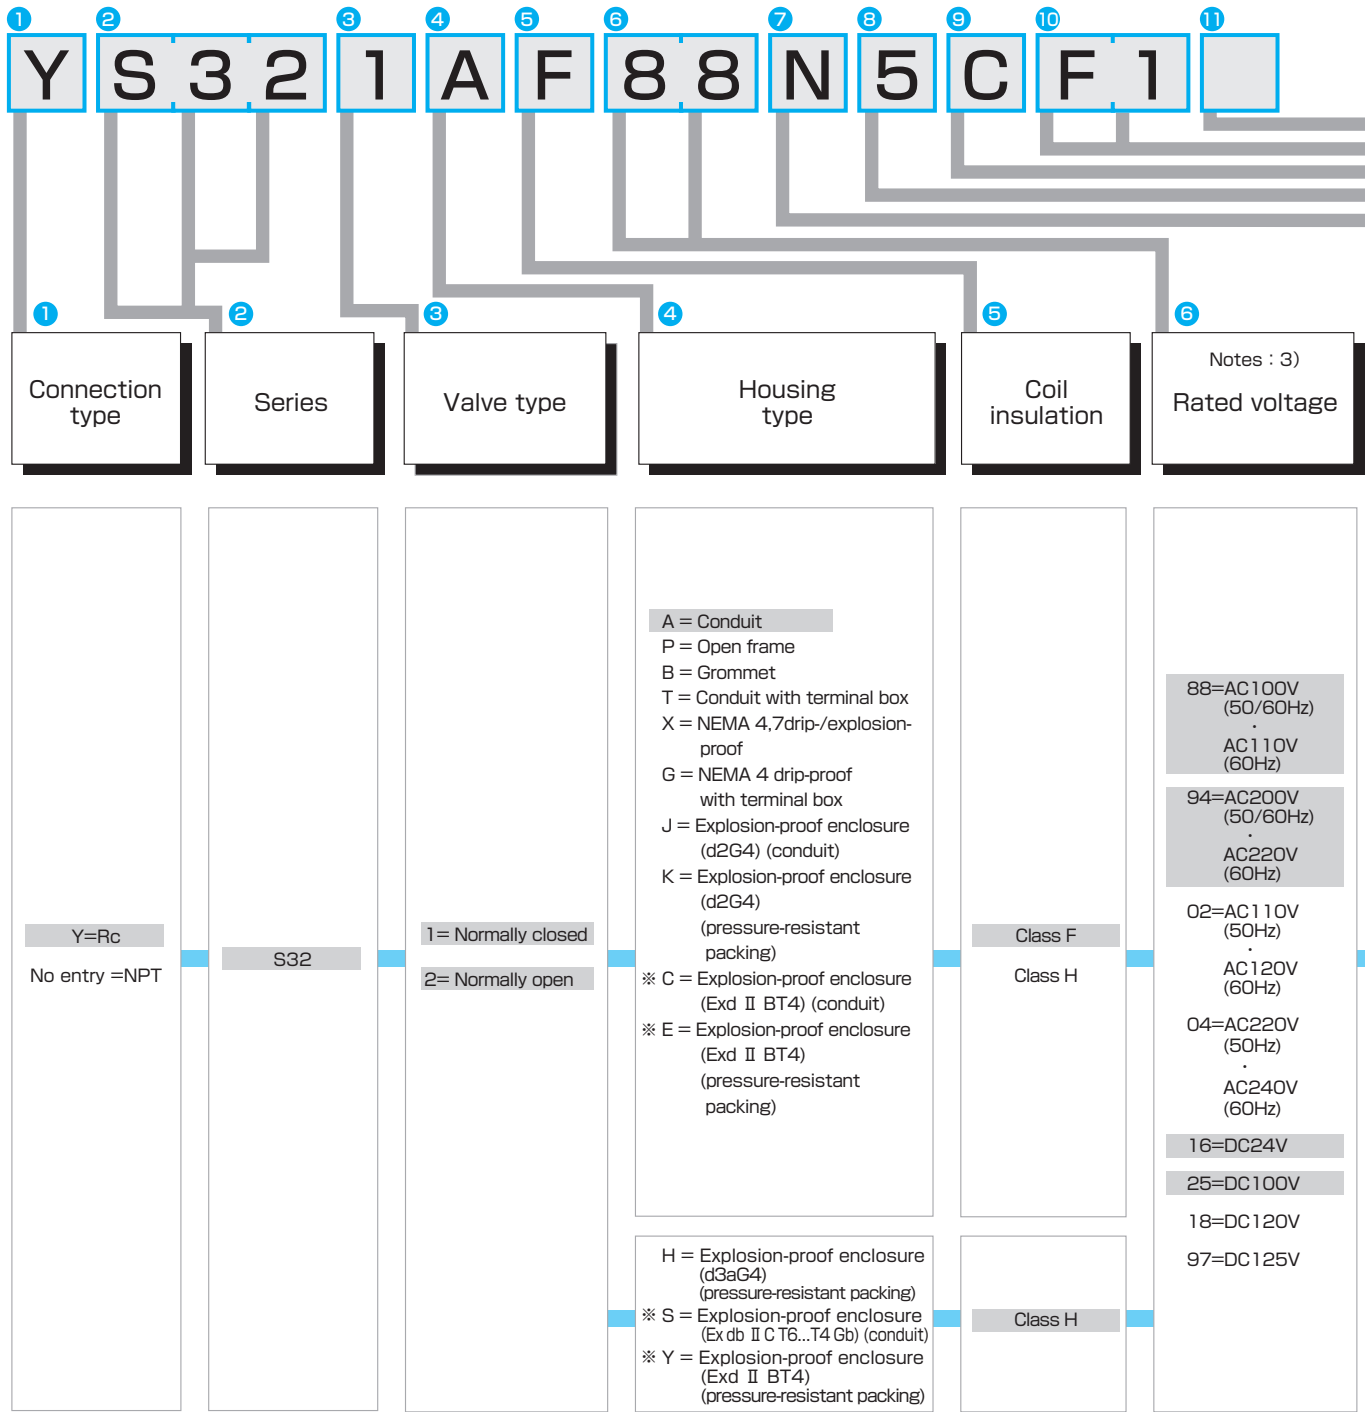 ① ② ③ ④ ⑤ ⑥ ⑦ ⑧ ⑨ ⑩ ⑪
Y S 3 2 1 A F 8 8 N 5 C F 1
① ② ③ ④ ⑤ ⑥
Connection
type
Series
Valve type
Housing
type
Coil
insulation
Notes : 3)
Rated voltage
Y=Rc
No entry =NPT
S32
1= Normally closed
2= Normally open
A = Conduit
P = Open frame
B = Grommet
T = Conduit with terminal box
X = NEMA 4,7drip-/explosion-
proof
G = NEMA 4 drip-proof
with terminal box
J = Explosion-proof enclosure
(d2G4) (conduit)
K = Explosion-proof enclosure
(d2G4)
(pressure-resistant
packing)
※ C = Explosion-proof enclosure
(Exd Ⅱ BT4) (conduit)
※ E = Explosion-proof enclosure
(Exd Ⅱ BT4)
(pressure-resistant
packing)
H = Explosion-proof enclosure
(d3aG4)
(pressure-resistant packing)
※ S = Explosion-proof enclosure
(Ex db Ⅱ C T6...T4 Gb) (conduit)
※ Y = Explosion-proof enclosure
(Exd Ⅱ BT4)
(pressure-resistant packing)
Class F
Class H
Class H
88=AC100V
(50/60Hz)
・
AC110V
(60Hz)
94=AC200V
(50/60Hz)
・
AC220V
(60Hz)
02=AC110V
(50Hz)
・
AC120V
(60Hz)
04=AC220V
(50Hz)
・
AC240V
(60Hz)
16=DC24V
25=DC100V
18=DC120V
97=DC125V